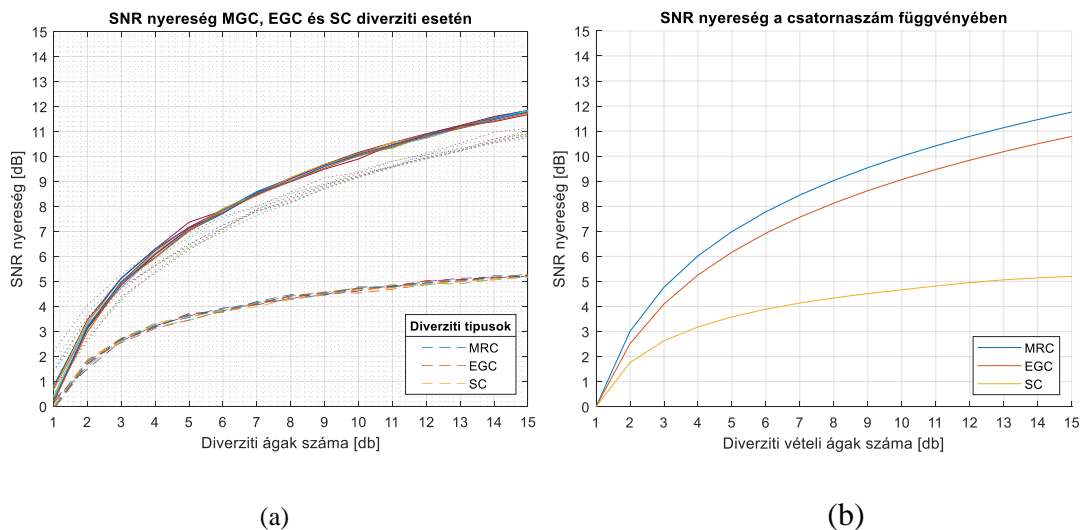 SNR nyereség MGC, EGC és SC diverziti esetén
15
14
13
12
11
10
9
8
7
6
5
4
3
2
1
0
SNR nyereség [dB]
Diverziti tipusok
MRC
EGC
SC
1 2 3 4 5 6 7 8 9 10 11 12 13 14 15
Diverziti ágak száma [db]
(a)
SNR nyereség a csatornaszám függvényében
15
14
13
12
11
10
9
8
7
6
5
4
3
2
1
0
SNR nyereség [dB]
MRC
EGC
SC
1 2 3 4 5 6 7 8 9 10 11 12 13 14 15
Diverziti vételi ágak száma [db]
(b)